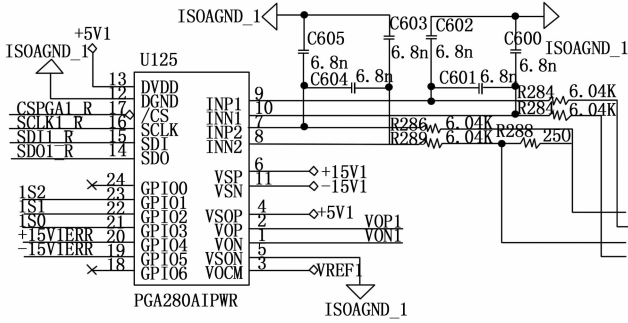 +5V1
ISOAGND_1
ISOAGND_1
C605
6.8n
C603
6.8n
C602
6.8n
C600
6.8n
ISOAGND_1
C604 6.8n
C601 6.8n
U125
13 DVDD
12 DGND
CSPGA1_R 17 /CS
SCLK1_R 16 SCLK
SDI1_R 15 SDI
SDO1_R 14 SDO
24 GPIO0
1S2 23 GPIO1
1S1 22 GPIO2
1S0 21 GPIO3
+15V1ERR 20 GPIO4
-15V1ERR 19 GPIO5
18 GPIO6
INP1 9 R284 6.04K
INN1 10 R284 6.04K
INP2 7 R286 6.04K
INN2 8 R289 6.04K R288 250
VSP 6 +15V1
VSN 11 -15V1
VSOP 4 +5V1
VOP 2 VOP1
VON 1 VON1
VSON 5
VOCM 3 VREF1
PGA280AIPWR
ISOAGND_1